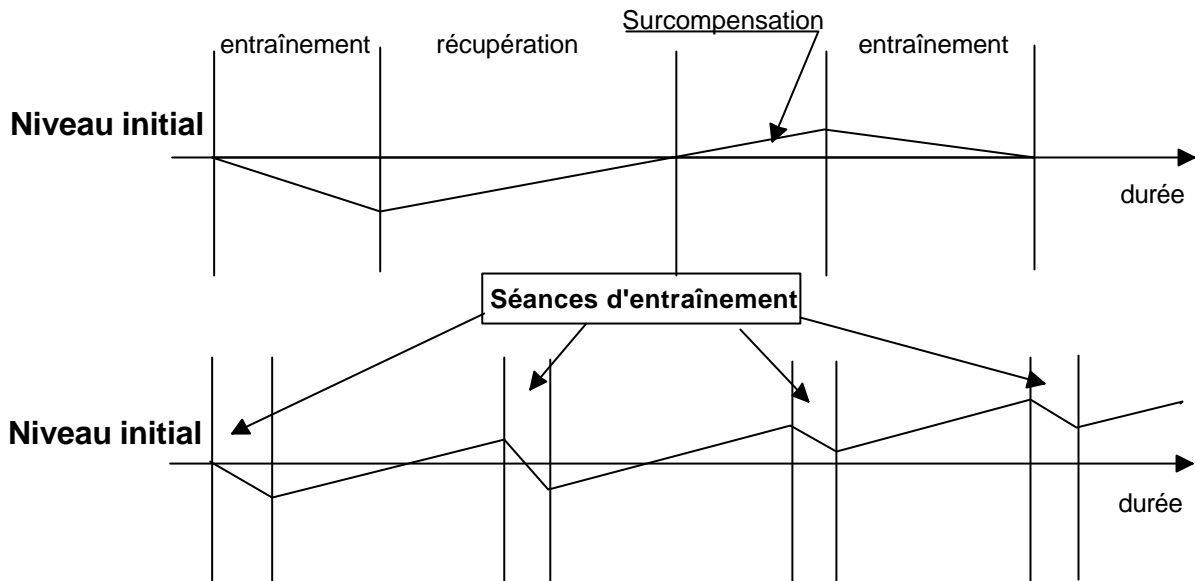 Surcompensation
entraînement récupération entraînement
Niveau initial
durée
Séances d'entraînement
Niveau initial
durée